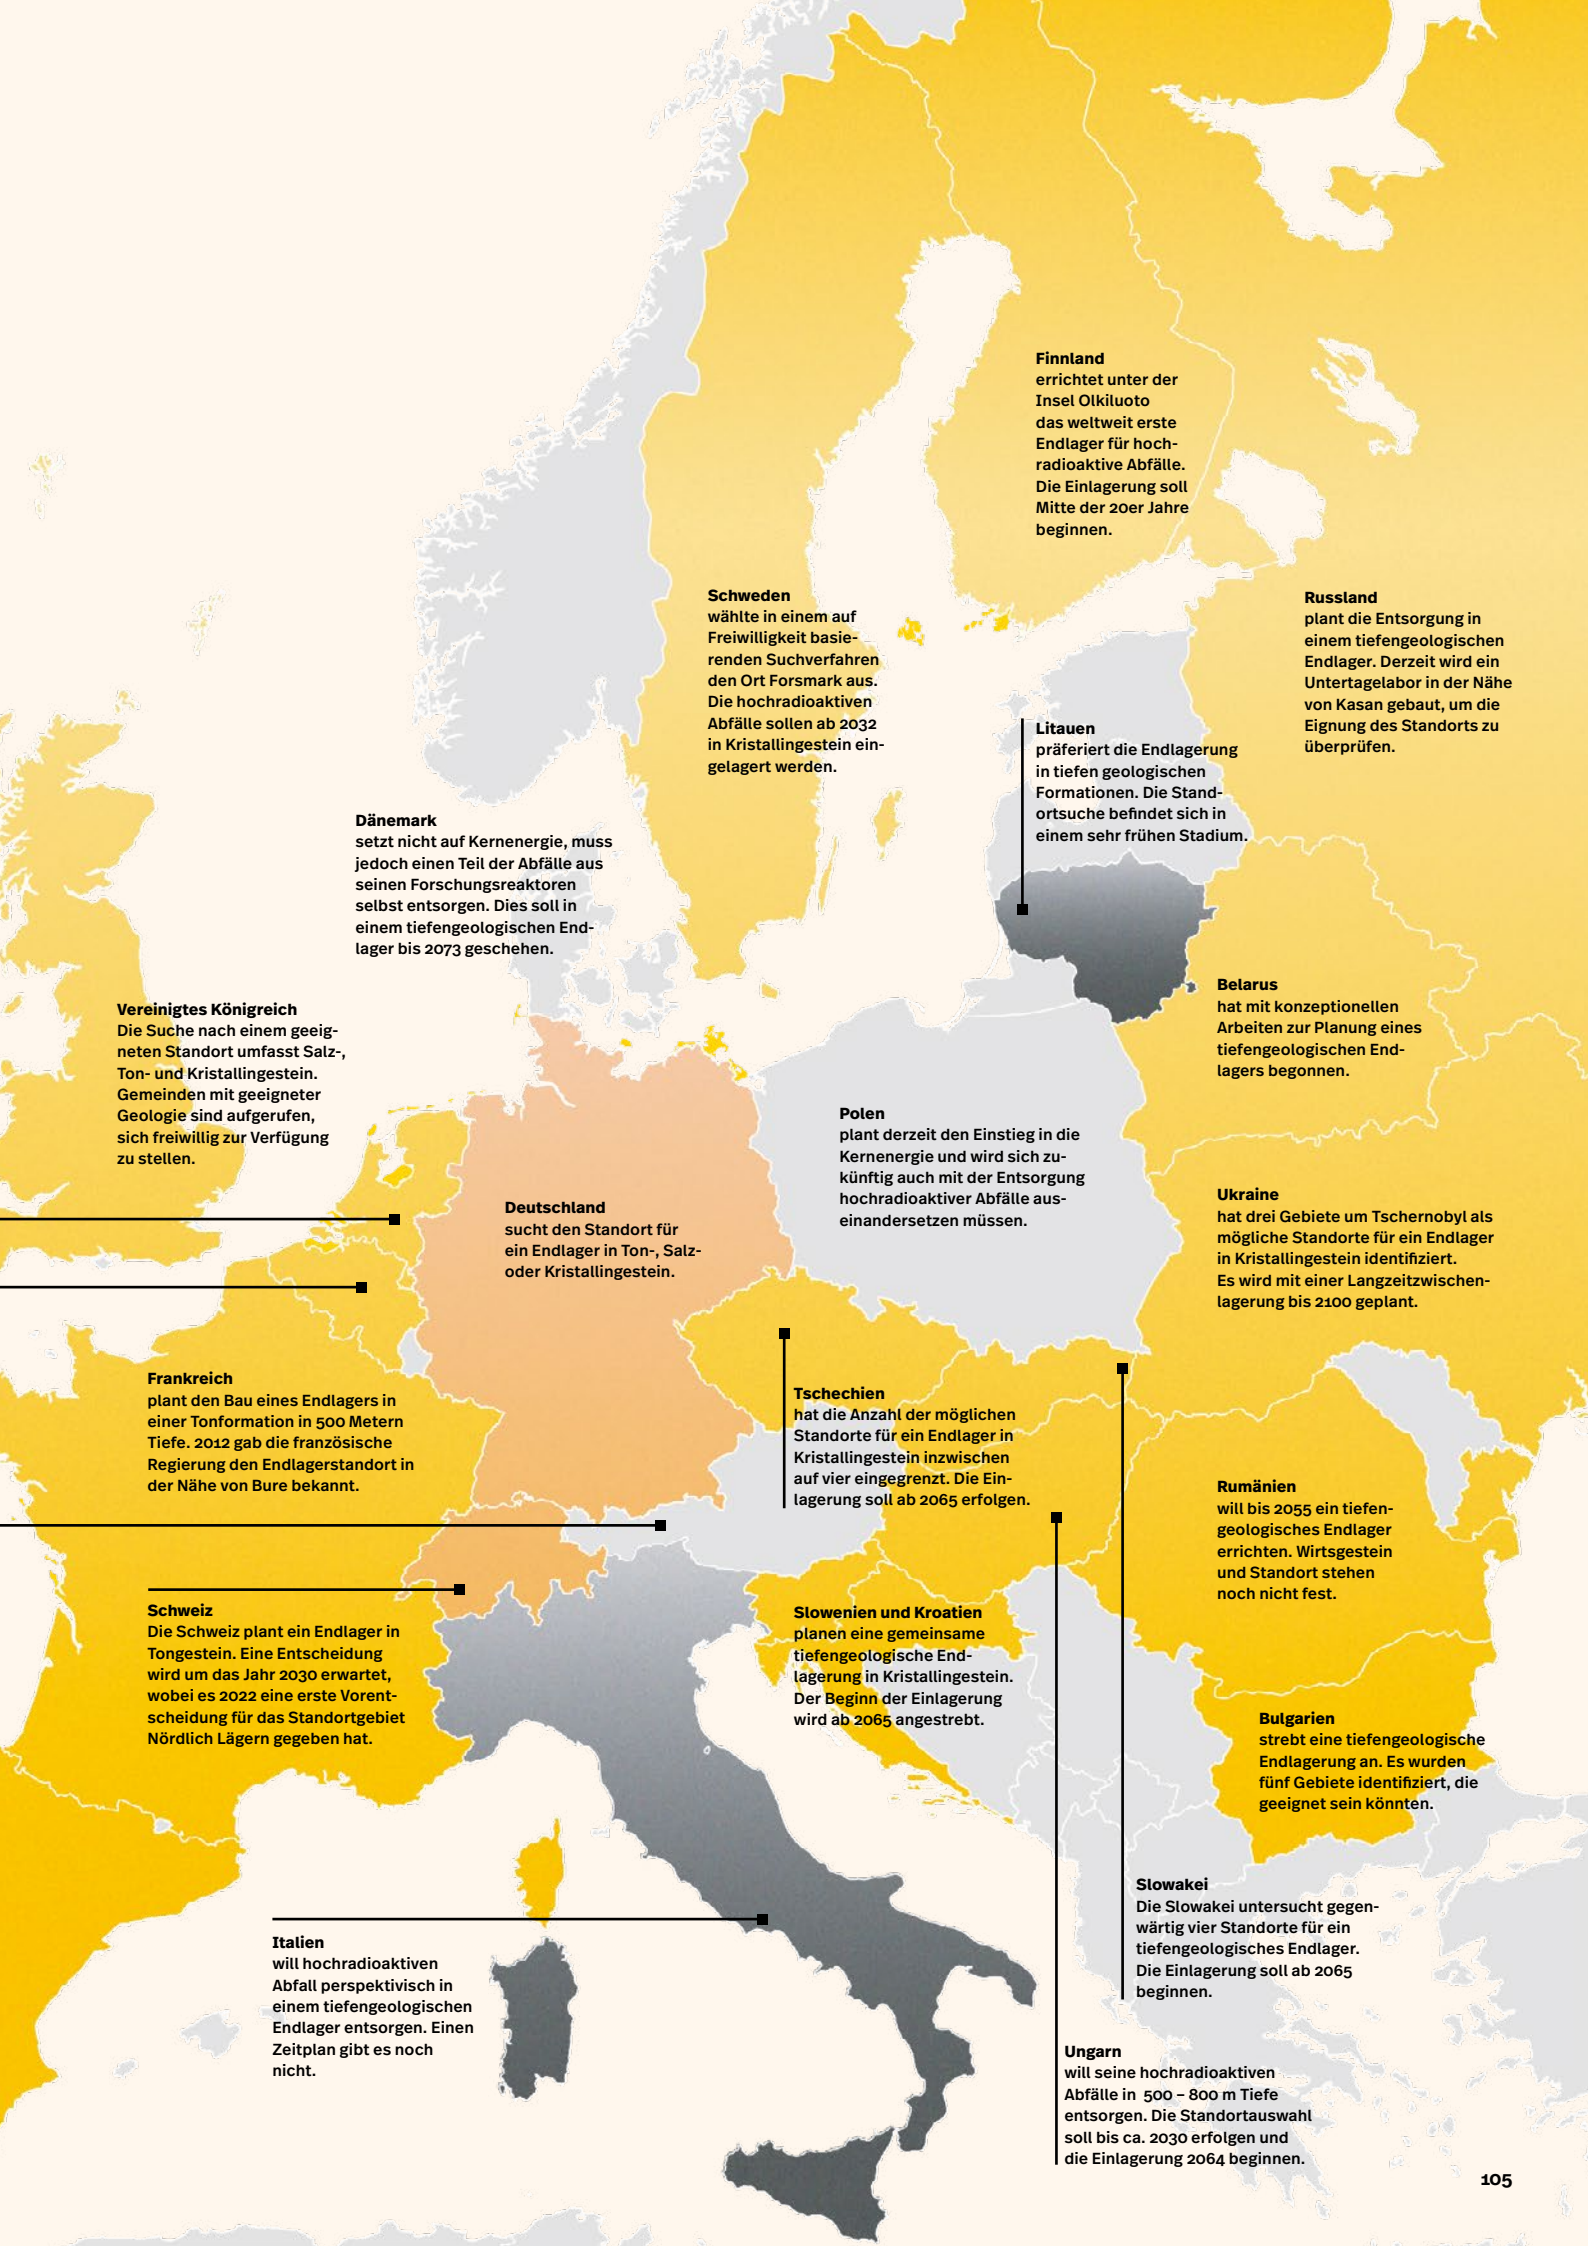 Finnland
errichtet unter der
Insel Olkiluoto
das weltweit erste
Endlager für hoch-
radioaktive Abfälle.
Die Einlagerung soll
Mitte der 20er Jahre
beginnen.
Schweden
wählte in einem auf
Freiwilligkeit basie-
renden Suchverfahren
den Ort Forsmark aus.
Die hochradioaktiven
Abfälle sollen ab 2032
in Kristallingestein ein-
gelagert werden.
Russland
plant die Entsorgung in
einem tiefengeologischen
Endlager. Derzeit wird ein
Untertagelabor in der Nähe
von Kasan gebaut, um die
Eignung des Standorts zu
überprüfen.
Litauen
präferiert die Endlagerung
in tiefen geologischen
Formationen. Die Stand-
ortsuche befindet sich in
einem sehr frühen Stadium.
Dänemark
setzt nicht auf Kernenergie, muss
jedoch einen Teil der Abfälle aus
seinen Forschungsreaktoren
selbst entsorgen. Dies soll in
einem tiefengeologischen End-
lager bis 2073 geschehen.
Vereinigtes Königreich
Die Suche nach einem geeig-
neten Standort umfasst Salz-,
Ton- und Kristallingestein.
Gemeinden mit geeigneter
Geologie sind aufgerufen,
sich freiwillig zur Verfügung
zu stellen.
Belarus
hat mit konzeptionellen
Arbeiten zur Planung eines
tiefengeologischen End-
lagers begonnen.
Polen
plant derzeit den Einstieg in die
Kernenergie und wird sich zu-
künftig auch mit der Entsorgung
hochradioaktiver Abfälle aus-
einandersetzen müssen.
Deutschland
sucht den Standort für
ein Endlager in Ton-, Salz-
oder Kristallingestein.
Ukraine
hat drei Gebiete um Tschernobyl als
mögliche Standorte für ein Endlager
in Kristallingestein identifiziert.
Es wird mit einer Langzeitzwischen-
lagerung bis 2100 geplant.
Frankreich
plant den Bau eines Endlagers in
einer Tonformation in 500 Metern
Tiefe. 2012 gab die französische
Regierung den Endlagerstandort in
der Nähe von Bure bekannt.
Tschechien
hat die Anzahl der möglichen
Standorte für ein Endlager in
Kristallingestein inzwischen
auf vier eingegrenzt. Die Ein-
lagerung soll ab 2065 erfolgen.
Rumänien
will bis 2055 ein tiefen-
geologisches Endlager
errichten. Wirtsgestein
und Standort stehen
noch nicht fest.
Schweiz
Die Schweiz plant ein Endlager in
Tongestein. Eine Entscheidung
wird um das Jahr 2030 erwartet,
wobei es 2022 eine erste Vorent-
scheidung für das Standortgebiet
Nördlich Lägern gegeben hat.
Slowenien und Kroatien
planen eine gemeinsame
tiefengeologische End-
lagerung in Kristallingestein.
Der Beginn der Einlagerung
wird ab 2065 angestrebt.
Bulgarien
strebt eine tiefengeologische
Endlagerung an. Es wurden
fünf Gebiete identifiziert, die
geeignet sein könnten.
Slowakei
Die Slowakei untersucht gegen-
wärtig vier Standorte für ein
tiefengeologisches Endlager.
Die Einlagerung soll ab 2065
beginnen.
Italien
will hochradioaktiven
Abfall perspektivisch in
einem tiefengeologischen
Endlager entsorgen. Einen
Zeitplan gibt es noch
nicht.
Ungarn
will seine hochradioaktiven
Abfälle in 500 – 800 m Tiefe
entsorgen. Die Standortauswahl
soll bis ca. 2030 erfolgen und
die Einlagerung 2064 beginnen.
105